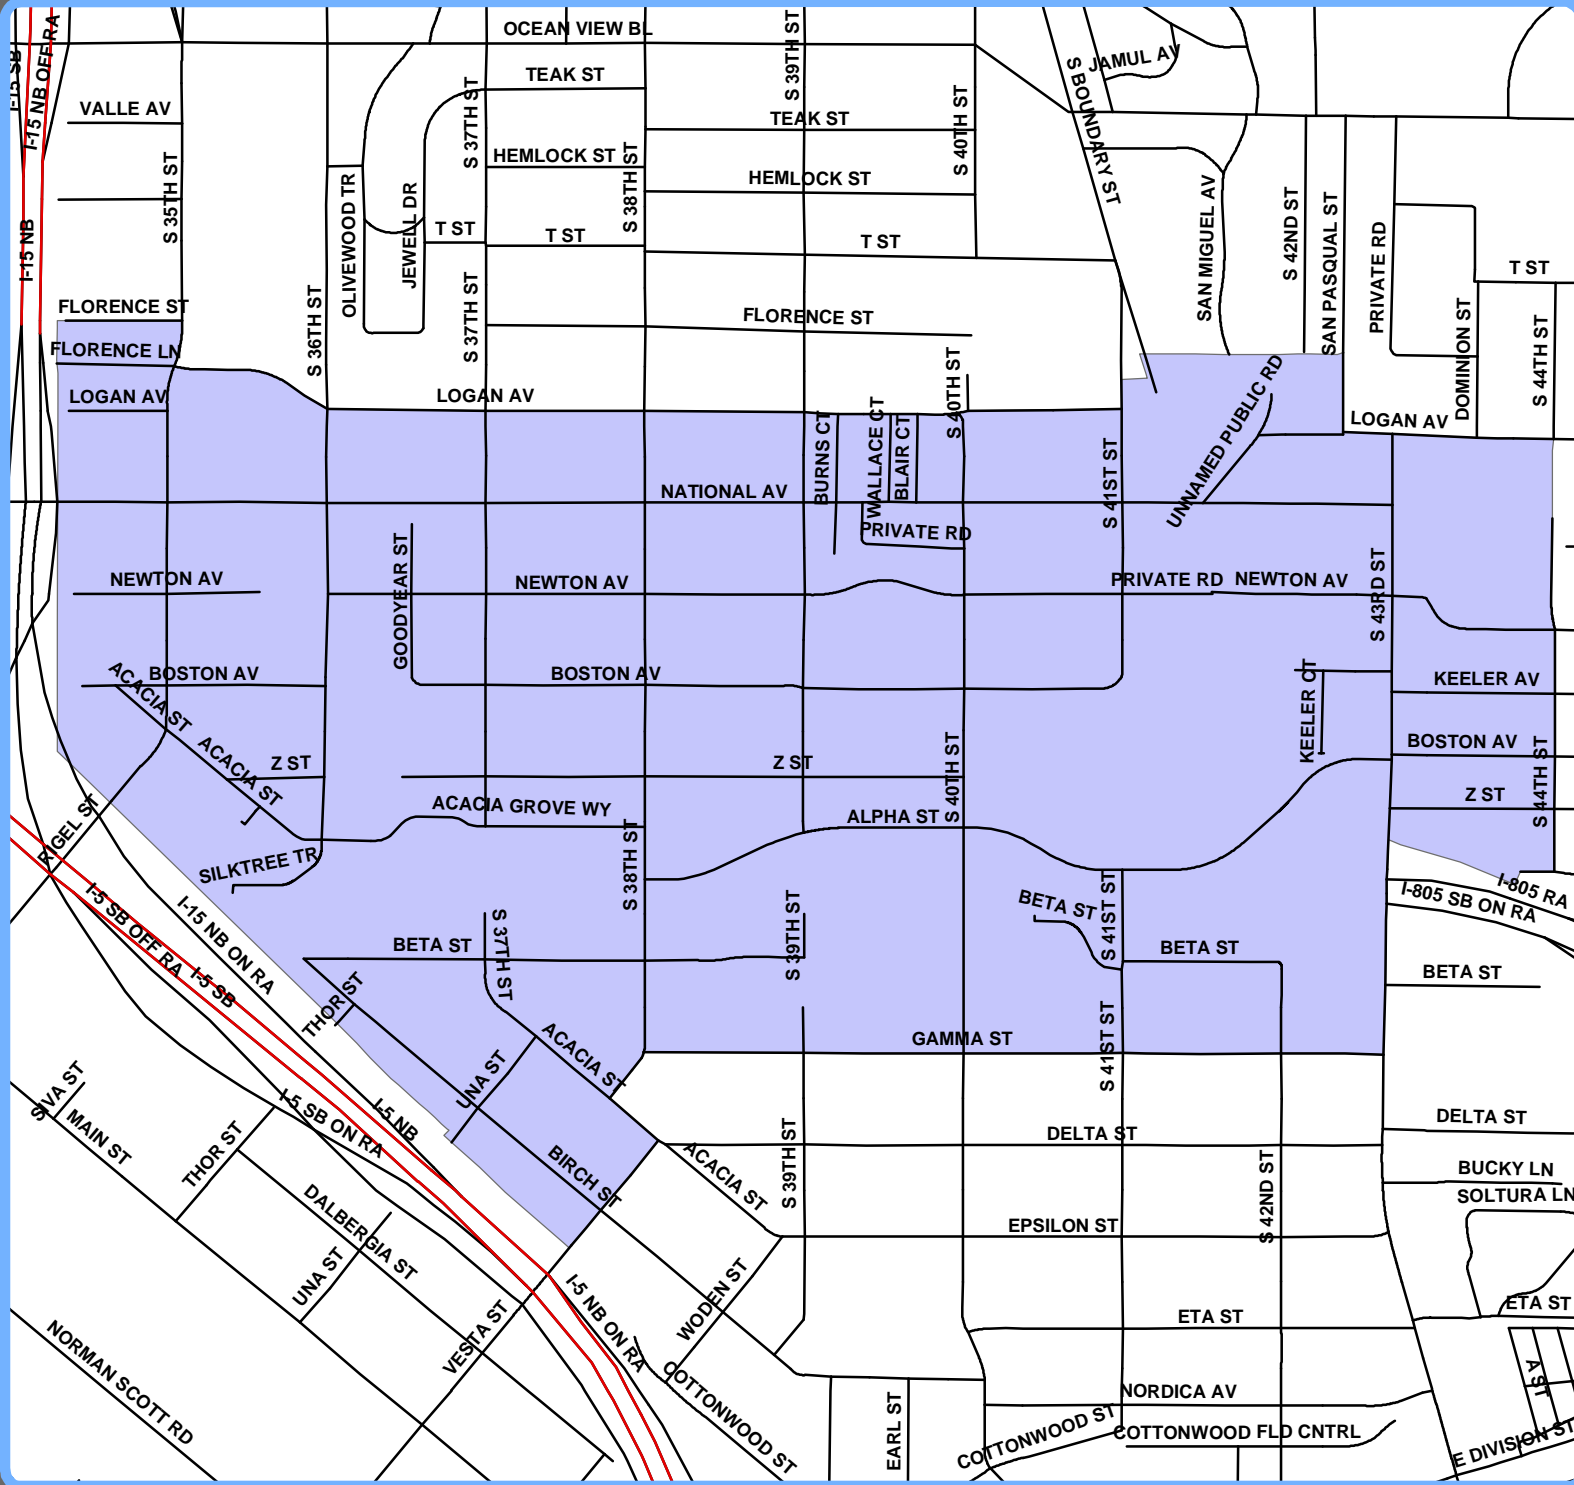 OCEAN VIEW BL
I-15 SB
I-15 NB OFF RA
S 39TH ST
JAMUL AV
S BOUNDARY ST
TEAK ST
VALLE AV
S 37TH ST
TEAK ST
S 40TH ST
HEMLOCK ST
S 38TH ST
HEMLOCK ST
S 35TH ST
OLIVEWOOD TR
JEWELL DR
SAN MIGUEL AV
S 42ND ST
SAN PASQUAL ST
PRIVATE RD
T ST
T ST
T ST
T ST
I-15 NB
FLORENCE ST
S 36TH ST
S 37TH ST
FLORENCE ST
DOMINION ST
S 44TH ST
FLORENCE LN
S 40TH ST
UNNAMED PUBLIC RD
LOGAN AV
LOGAN AV
LOGAN AV
BURNS CT
WALLACE CT
BLAIR CT
S 41ST ST
NATIONAL AV
PRIVATE RD
GOODYEAR ST
NEWTON AV
NEWTON AV
PRIVATE RD
NEWTON AV
S 43RD ST
ACACIA ST
BOSTON AV
BOSTON AV
KEELER CT
KEELER AV
ACACIA ST
Z ST
Z ST
S 40TH ST
BOSTON AV
S 44TH ST
Z ST
ACACIA GROVE WY
ALPHA ST
RIGEL ST
SILKTREE TR
S 38TH ST
I-805 RA
I-805 SB ON RA
I-5 SB OFF RA
I-15 NB ON RA
I-5 SB
BETA ST
S 37TH ST
S 39TH ST
BETA ST
S 41ST ST
BETA ST
BETA ST
THOR ST
GAMMA ST
S 41ST ST
UNA ST
ACACIA ST
SIVA ST
MAIN ST
I-5 SB ON RA
I-5 NB
THOR ST
DELTA ST
DELTA ST
BIRCH ST
ACACIA ST
S 39TH ST
S 42ND ST
BUCKY LN
SOLTURA LN
DALBERGIA ST
EPSILON ST
UNA ST
I-5 NB ON RA
WODEN ST
VESTA ST
ETA ST
ETA ST
NORMAN SCOTT RD
COTTONWOOD ST
A ST
NORDICA AV
EARL ST
COTTONWOOD ST
COTTONWOOD FLD CNTRL
E DIVISION ST